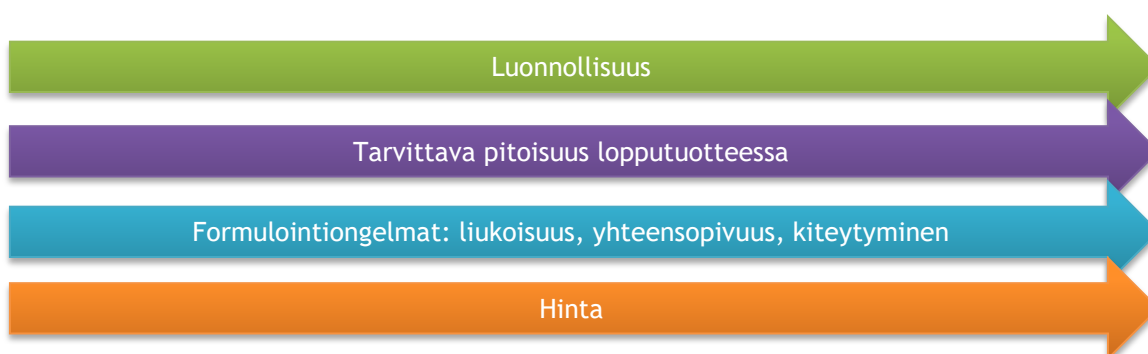 Luonnollisuus
Tarvittava pitoisuus lopputuotteessa
Formulointiongelmat: liukoisuus, yhteensopivuus, kiteytyminen
Hinta